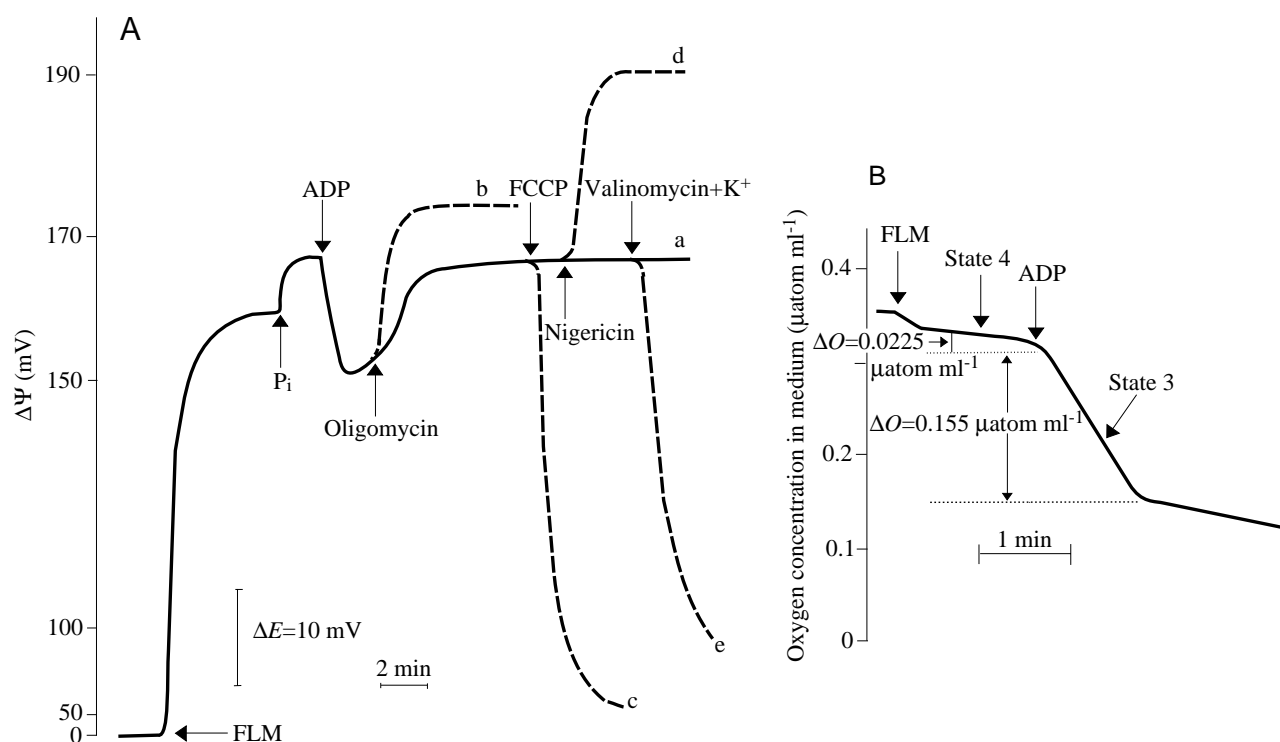 A
190
170
150
100
50
0
ΔΨ (mV)
FLM
Pi
ADP
Oligomycin
b
FCCP
Nigericin
d
Valinomycin+K+
a
e
c
ΔE=10 mV
2 min
B
Oxygen concentration in medium (μatom ml-1)
0.4
0.2
0.1
0
FLM
State 4
ADP
ΔO=0.0225
μatom ml-1
State 3
ΔO=0.155 μatom ml-1
1 min